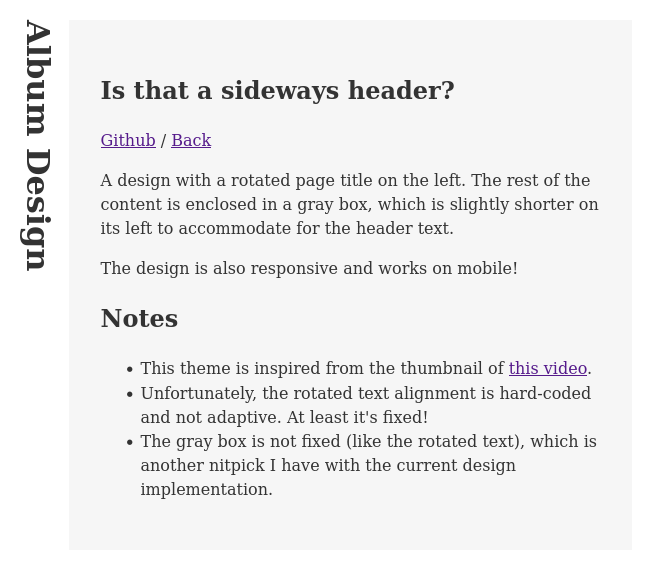 Album Design
Is that a sideways header?
Github / Back
A design with a rotated page title on the left. The rest of the
content is enclosed in a gray box, which is slightly shorter on
its left to accommodate for the header text.
The design is also responsive and works on mobile!
Notes
• This theme is inspired from the thumbnail of this video.
• Unfortunately, the rotated text alignment is hard-coded
and not adaptive. At least it's fixed!
• The gray box is not fixed (like the rotated text), which is
another nitpick I have with the current design
implementation.